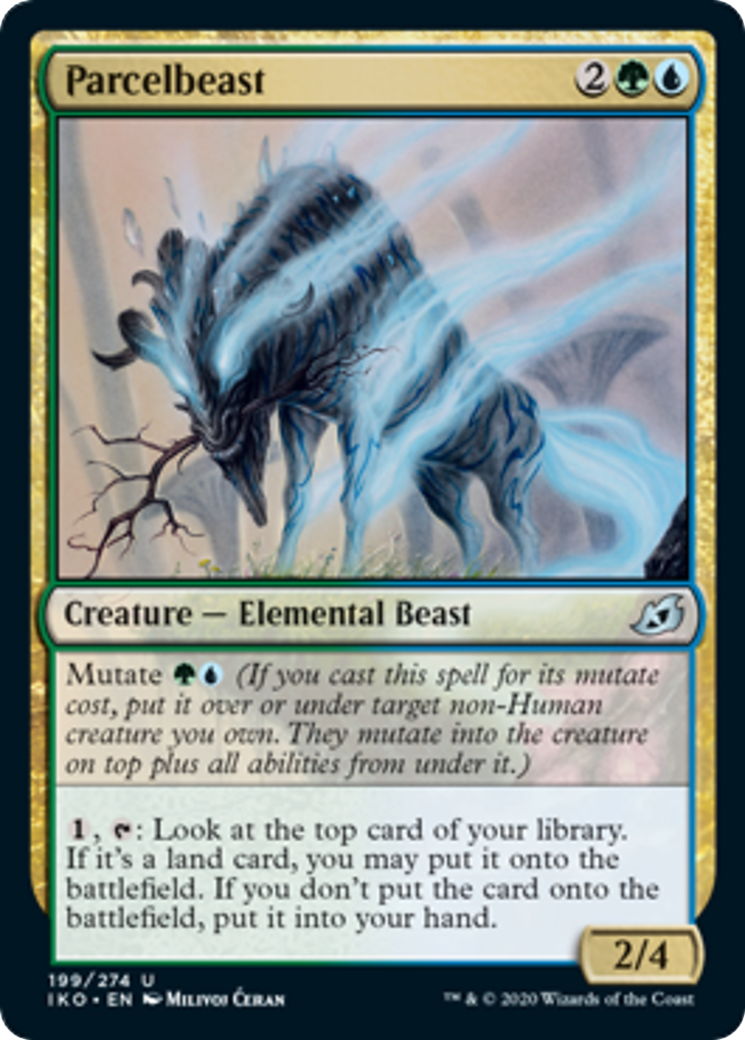 Parcelbeast 2
Creature — Elemental Beast
Mutate (If you cast this spell for its mutate
cost, put it over or under target non-Human
creature you own. They mutate into the creature
on top plus all abilities from under it.)
1, : Look at the top card of your library.
If it's a land card, you may put it onto the
battlefield. If you don't put the card onto the
battlefield, put it into your hand.
2/4
199/274 U
IKO • EN Milivoj Ćeran
™ & © 2020 Wizards of the Coast